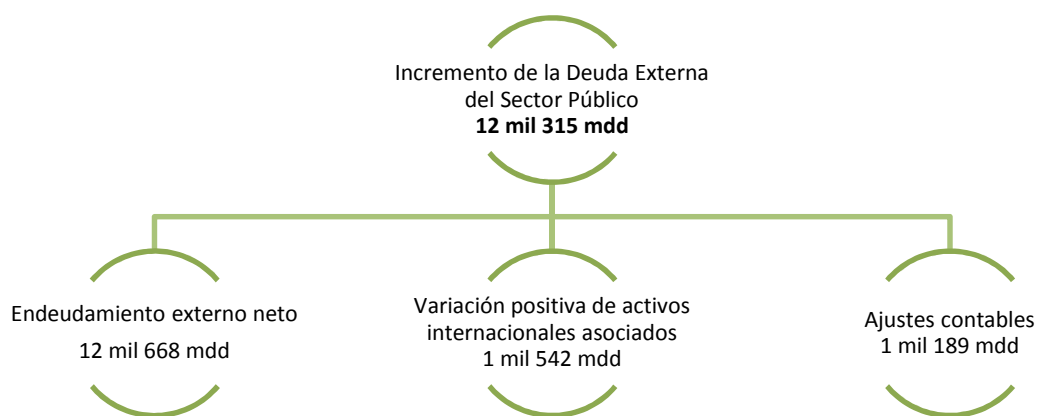 Incremento de la Deuda Externa
del Sector Público
12 mil 315 mdd
Endeudamiento externo neto
12 mil 668 mdd
Variación positiva de activos
internacionales asociados
1 mil 542 mdd
Ajustes contables
1 mil 189 mdd